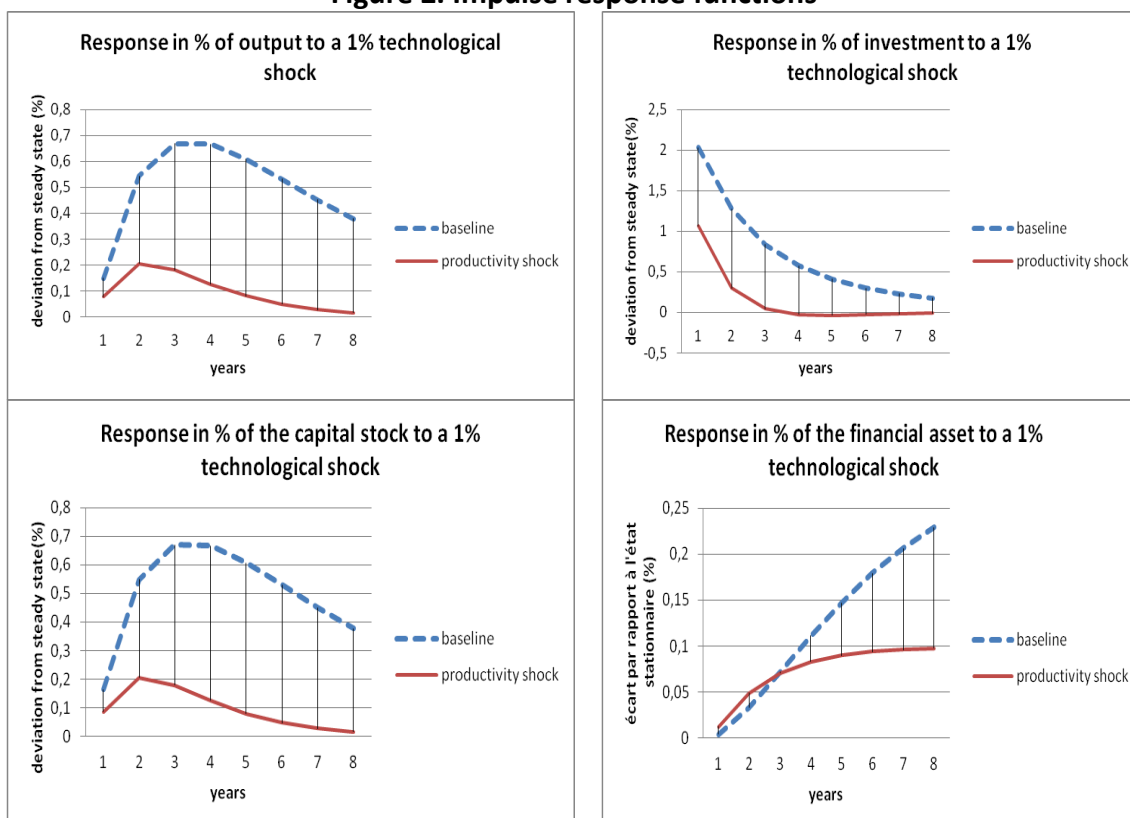 Figure 2. Impulse response functions
Response in % of output to a 1% technological
shock
deviation from steady state (%)
0,8
0,7
0,6
0,5
0,4
0,3
0,2
0,1
0
1 2 3 4 5 6 7 8
years
baseline
productivity shock
Response in % of investment to a 1%
technological shock
deviation from steady state(%)
2,5
2
1,5
1
0,5
0
-0,5
1 2 3 4 5 6 7 8
years
baseline
productivity shock
Response in % of the capital stock to a 1%
technological shock
deviation from steady state(%)
0,8
0,7
0,6
0,5
0,4
0,3
0,2
0,1
0
1 2 3 4 5 6 7 8
years
baseline
productivity shock
Response in % of the financial asset to a 1%
technological shock
écart par rapport à l'état
stationnaire (%)
0,25
0,2
0,15
0,1
0,05
0
1 2 3 4 5 6 7 8
years
baseline
productivity shock